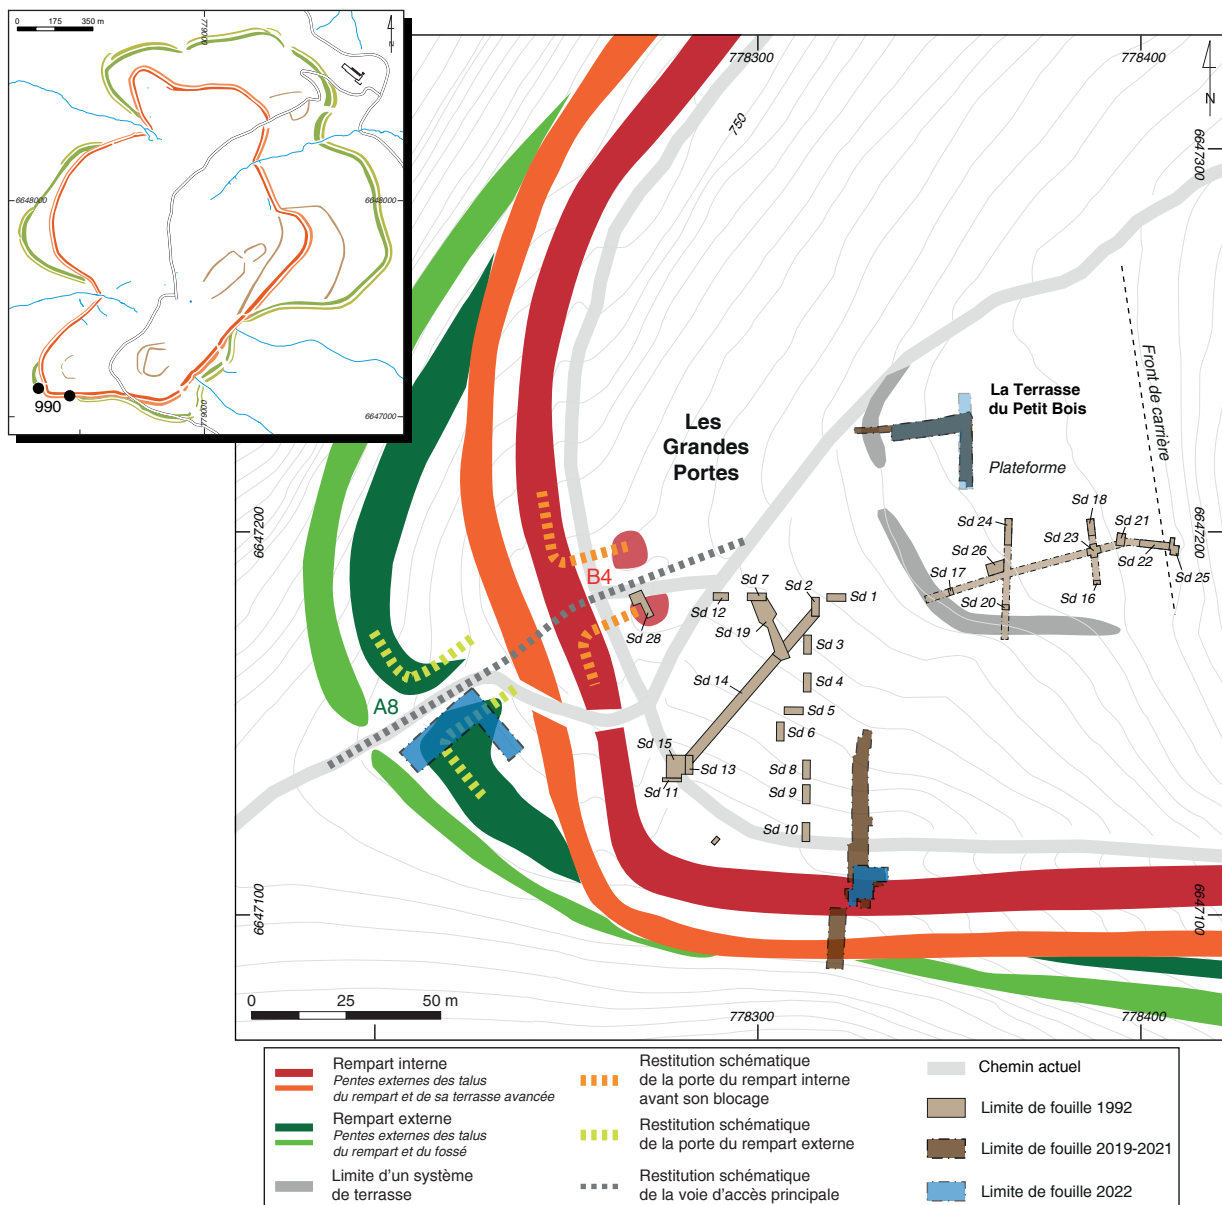 0 175 350 m
779000
N
6648000
6647000
779000
990
778300
778400
N
750
6647300
La Terrasse
du Petit Bois
Front de carrière
Les
Grandes
Portes
Plateforme
6647200
6647200
Sd 18
Sd 24
Sd 21
Sd 23
Sd 26
Sd 22
Sd 25
Sd 17
Sd 20
Sd 16
B4
Sd 7
Sd 2
Sd 1
Sd 12
Sd 19
Sd 28
Sd 3
Sd 14
Sd 4
A8
Sd 5
Sd 6
Sd 15
Sd 13
Sd 8
Sd 11
Sd 9
Sd 10
6647100
6647100
0 25 50 m
778300
778400
Rempart interne
Pentes externes des talus
du rempart et de sa terrasse avancée
Rempart externe
Pentes externes des talus
du rempart et du fossé
Limite d'un système
de terrasse
Restitution schématique
de la porte du rempart interne
avant son blocage
Restitution schématique
de la porte du rempart externe
Restitution schématique
de la voie d'accès principale
Chemin actuel
Limite de fouille 1992
Limite de fouille 2019-2021
Limite de fouille 2022